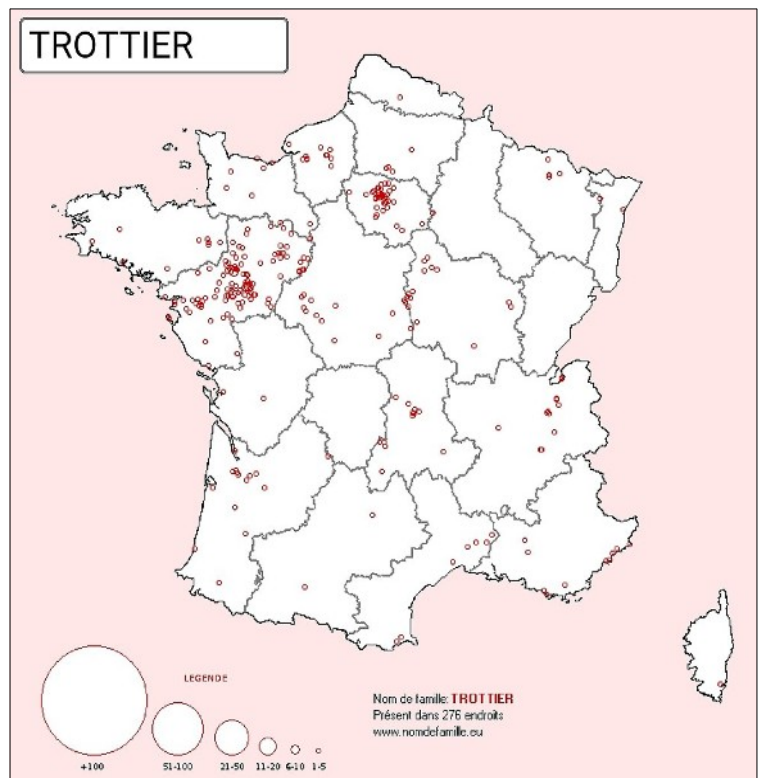 TROTTIER
LEGENDE
+100 51-100 21-50 11-20 6-10 1-5
Nom de famille: TROTTIER
Présent dans 276 endroits
www.nomdefamille.eu